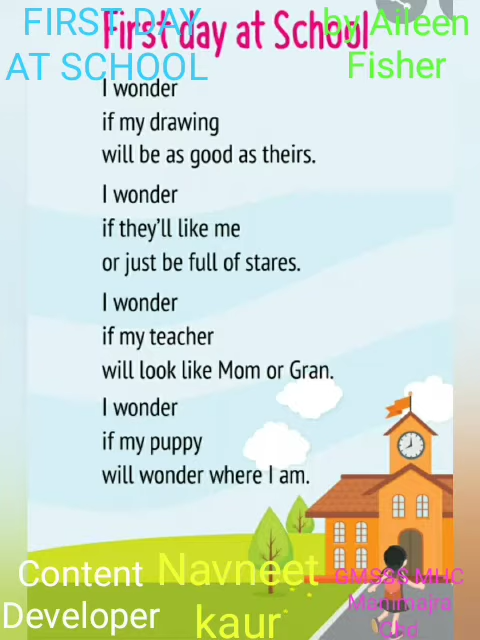 FIRST DAY
AT SCHOOL
First day at School
by Aileen
Fisher
I wonder
if my drawing
will be as good as theirs.
I wonder
if they'll like me
or just be full of stares.
I wonder
if my teacher
will look like Mom or Gran.
I wonder
if my puppy
will wonder where I am.
Content
Developer
Navneet
kaur
GMSSS MHC
Manimajra
Chd